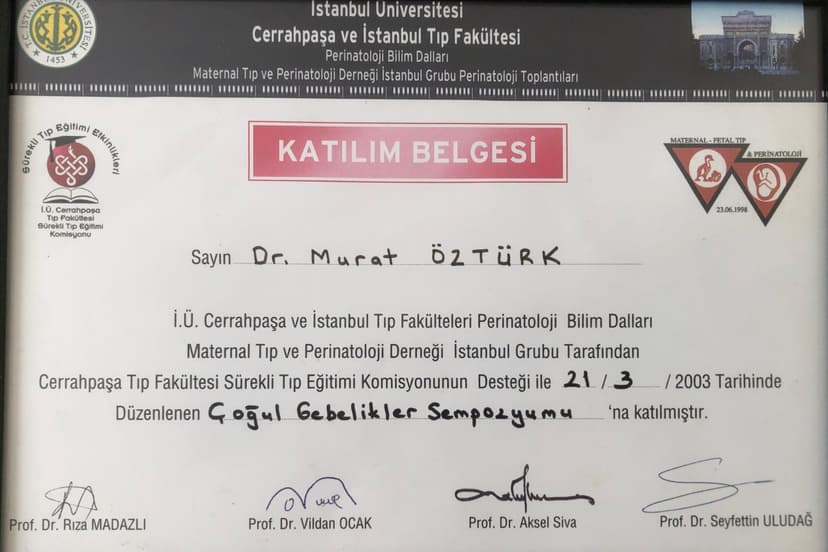 İstanbul Üniversitesi
Cerrahpaşa ve İstanbul Tıp Fakültesi
Perinatoloji Bilim Dalları
Maternal Tıp ve Perinatoloji Derneği İstanbul Grubu Perinatoloji Toplantıları
T.C. İSTANBUL ÜNİVERSİTESİ
1453
Sürekli Tıp Eğitimi Etkinlikleri
İ.Ü. Cerrahpaşa
Tıp Fakültesi
Sürekli Tıp Eğitimi
Komisyonu
KATILIM BELGESİ
MATERNAL - FETAL TIP
& PERİNATOLOJİ
23.06.1998
Sayın Dr. Murat ÖZTÜRK
İ.Ü. Cerrahpaşa ve İstanbul Tıp Fakülteleri Perinatoloji Bilim Dalları
Maternal Tıp ve Perinatoloji Derneği İstanbul Grubu Tarafından
Cerrahpaşa Tıp Fakültesi Sürekli Tıp Eğitimi Komisyonunun Desteği ile 21 / 3 / 2003 Tarihinde
Düzenlenen Çoğul Gebelikler Sempozyumu 'na katılmıştır.
Prof. Dr. Rıza MADAZLI
Prof. Dr. Vildan OCAK
Prof. Dr. Aksel Siva
Prof. Dr. Seyfettin ULUDAĞ